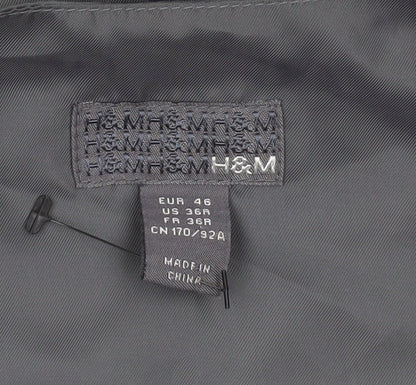 H&MH&MH&M
H&MH&MH&M
H&MH&MH&M
EUR 46
US 36R
FR 36R
CN 170/92A
MADE IN
CHINA